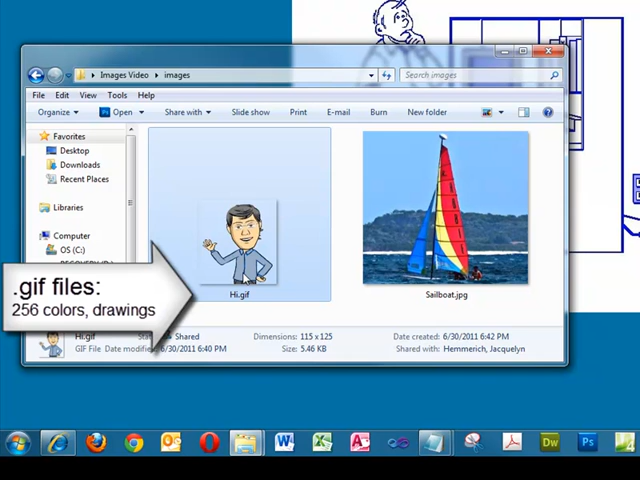 Images Video
images
Search images
File Edit View Tools Help
Organize Open Share with Slide show Print E-mail Burn New folder
Favorites
Desktop
Downloads
Recent Places
Libraries
Computer
OS (C:)
Hi.gif
Sailboat.jpg
.gif files:
256 colors, drawings
Hi.gif Shared Dimensions: 115 x 125 Date created: 6/30/2011 6:42 PM
GIF File Date modified: 6/30/2011 6:40 PM Size: 5.46 KB Shared with: Hemmerich, Jacquelyn